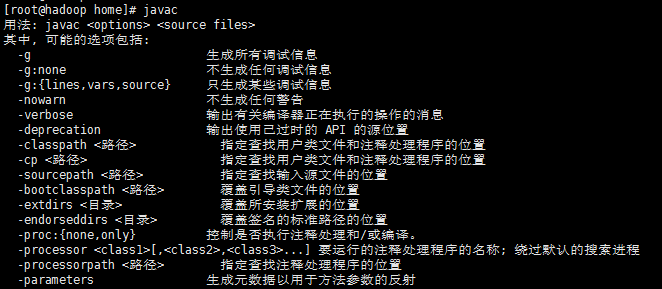 [root@hadoop home]# javac
用法: javac <options> <source files>
其中, 可能的选项包括:
-g 生成所有调试信息
-g:none 不生成任何调试信息
-g:{lines,vars,source} 只生成某些调试信息
-nowarn 不生成任何警告
-verbose 输出有关编译器正在执行的操作的消息
-deprecation 输出使用已过时的 API 的源位置
-classpath <路径> 指定查找用户类文件和注释处理程序的位置
-cp <路径> 指定查找用户类文件和注释处理程序的位置
-sourcepath <路径> 指定查找输入源文件的位置
-bootclasspath <路径> 覆盖引导类文件的位置
-extdirs <目录> 覆盖所安装扩展的位置
-endorseddirs <目录> 覆盖签名的标准路径的位置
-proc:{none,only} 控制是否执行注释处理和/或编译。
-processor <class1>[,<class2>,<class3>...] 要运行的注释处理程序的名称; 绕过默认的搜索进程
-processorpath <路径> 指定查找注释处理程序的位置
-parameters 生成元数据以用于方法参数的反射